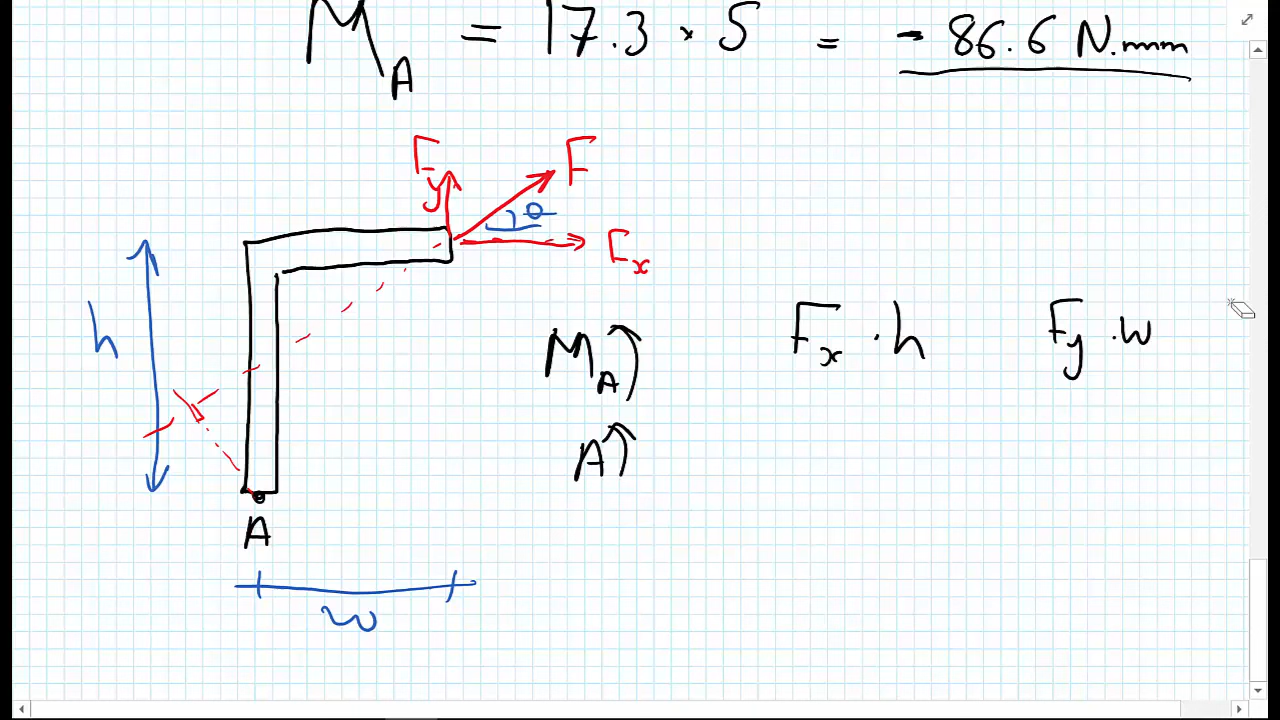 M_A = 17.3 × 5 = - 86.6 N.mm
F_y F
θ
F_x
h
F_x · h F_y · w
M_A
A
A
w